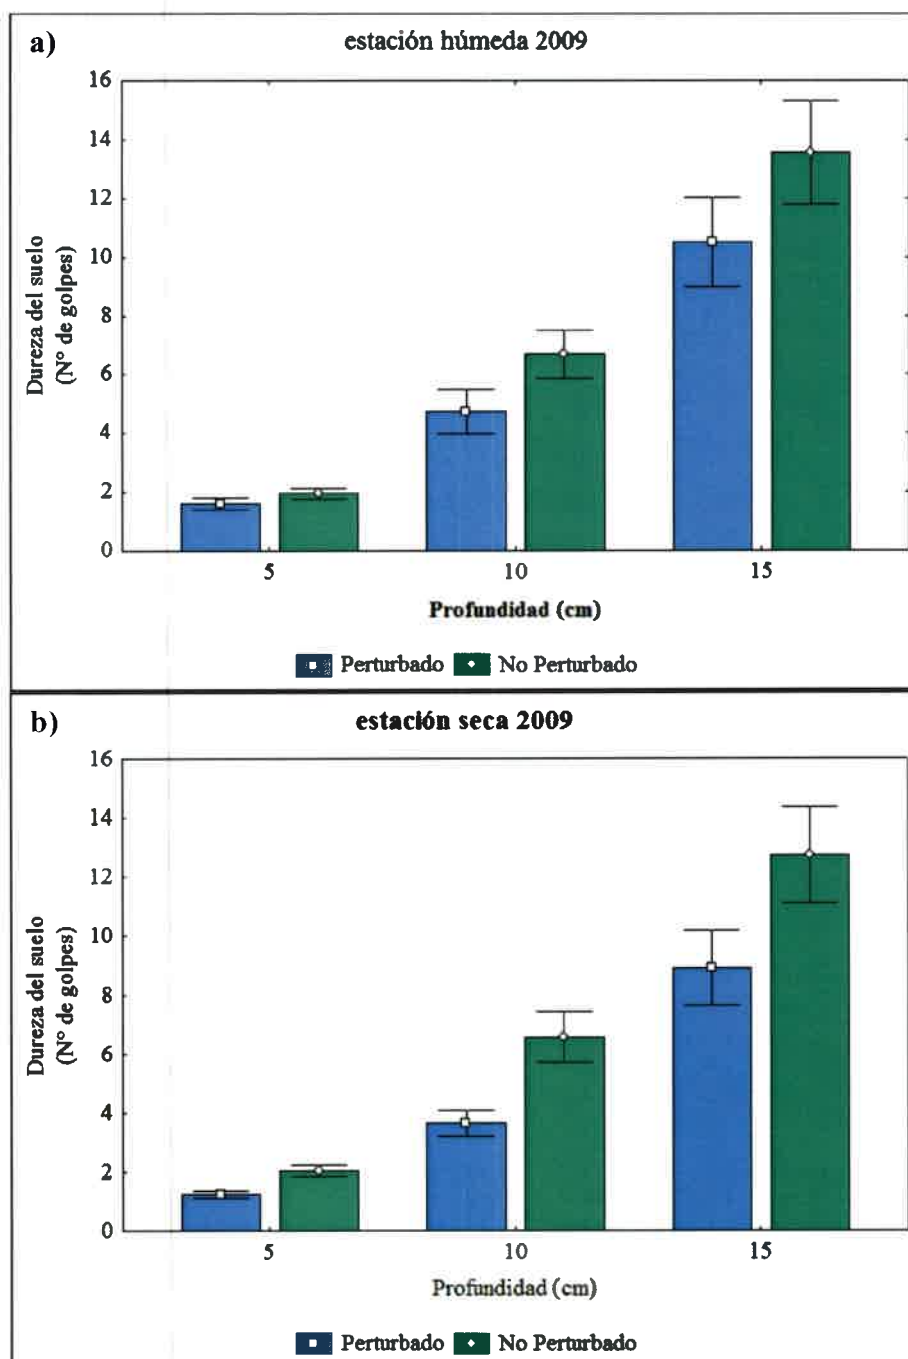 a)
estación húmeda 2009
16
14
12
10
8
6
4
2
0
Dureza del suelo
(N° de golpes)
5 10 15
Profundidad (cm)
Perturbado No Perturbado
b)
estación seca 2009
16
14
12
10
8
6
4
2
0
Dureza del suelo
(N° de golpes)
5 10 15
Profundidad (cm)
Perturbado No Perturbado